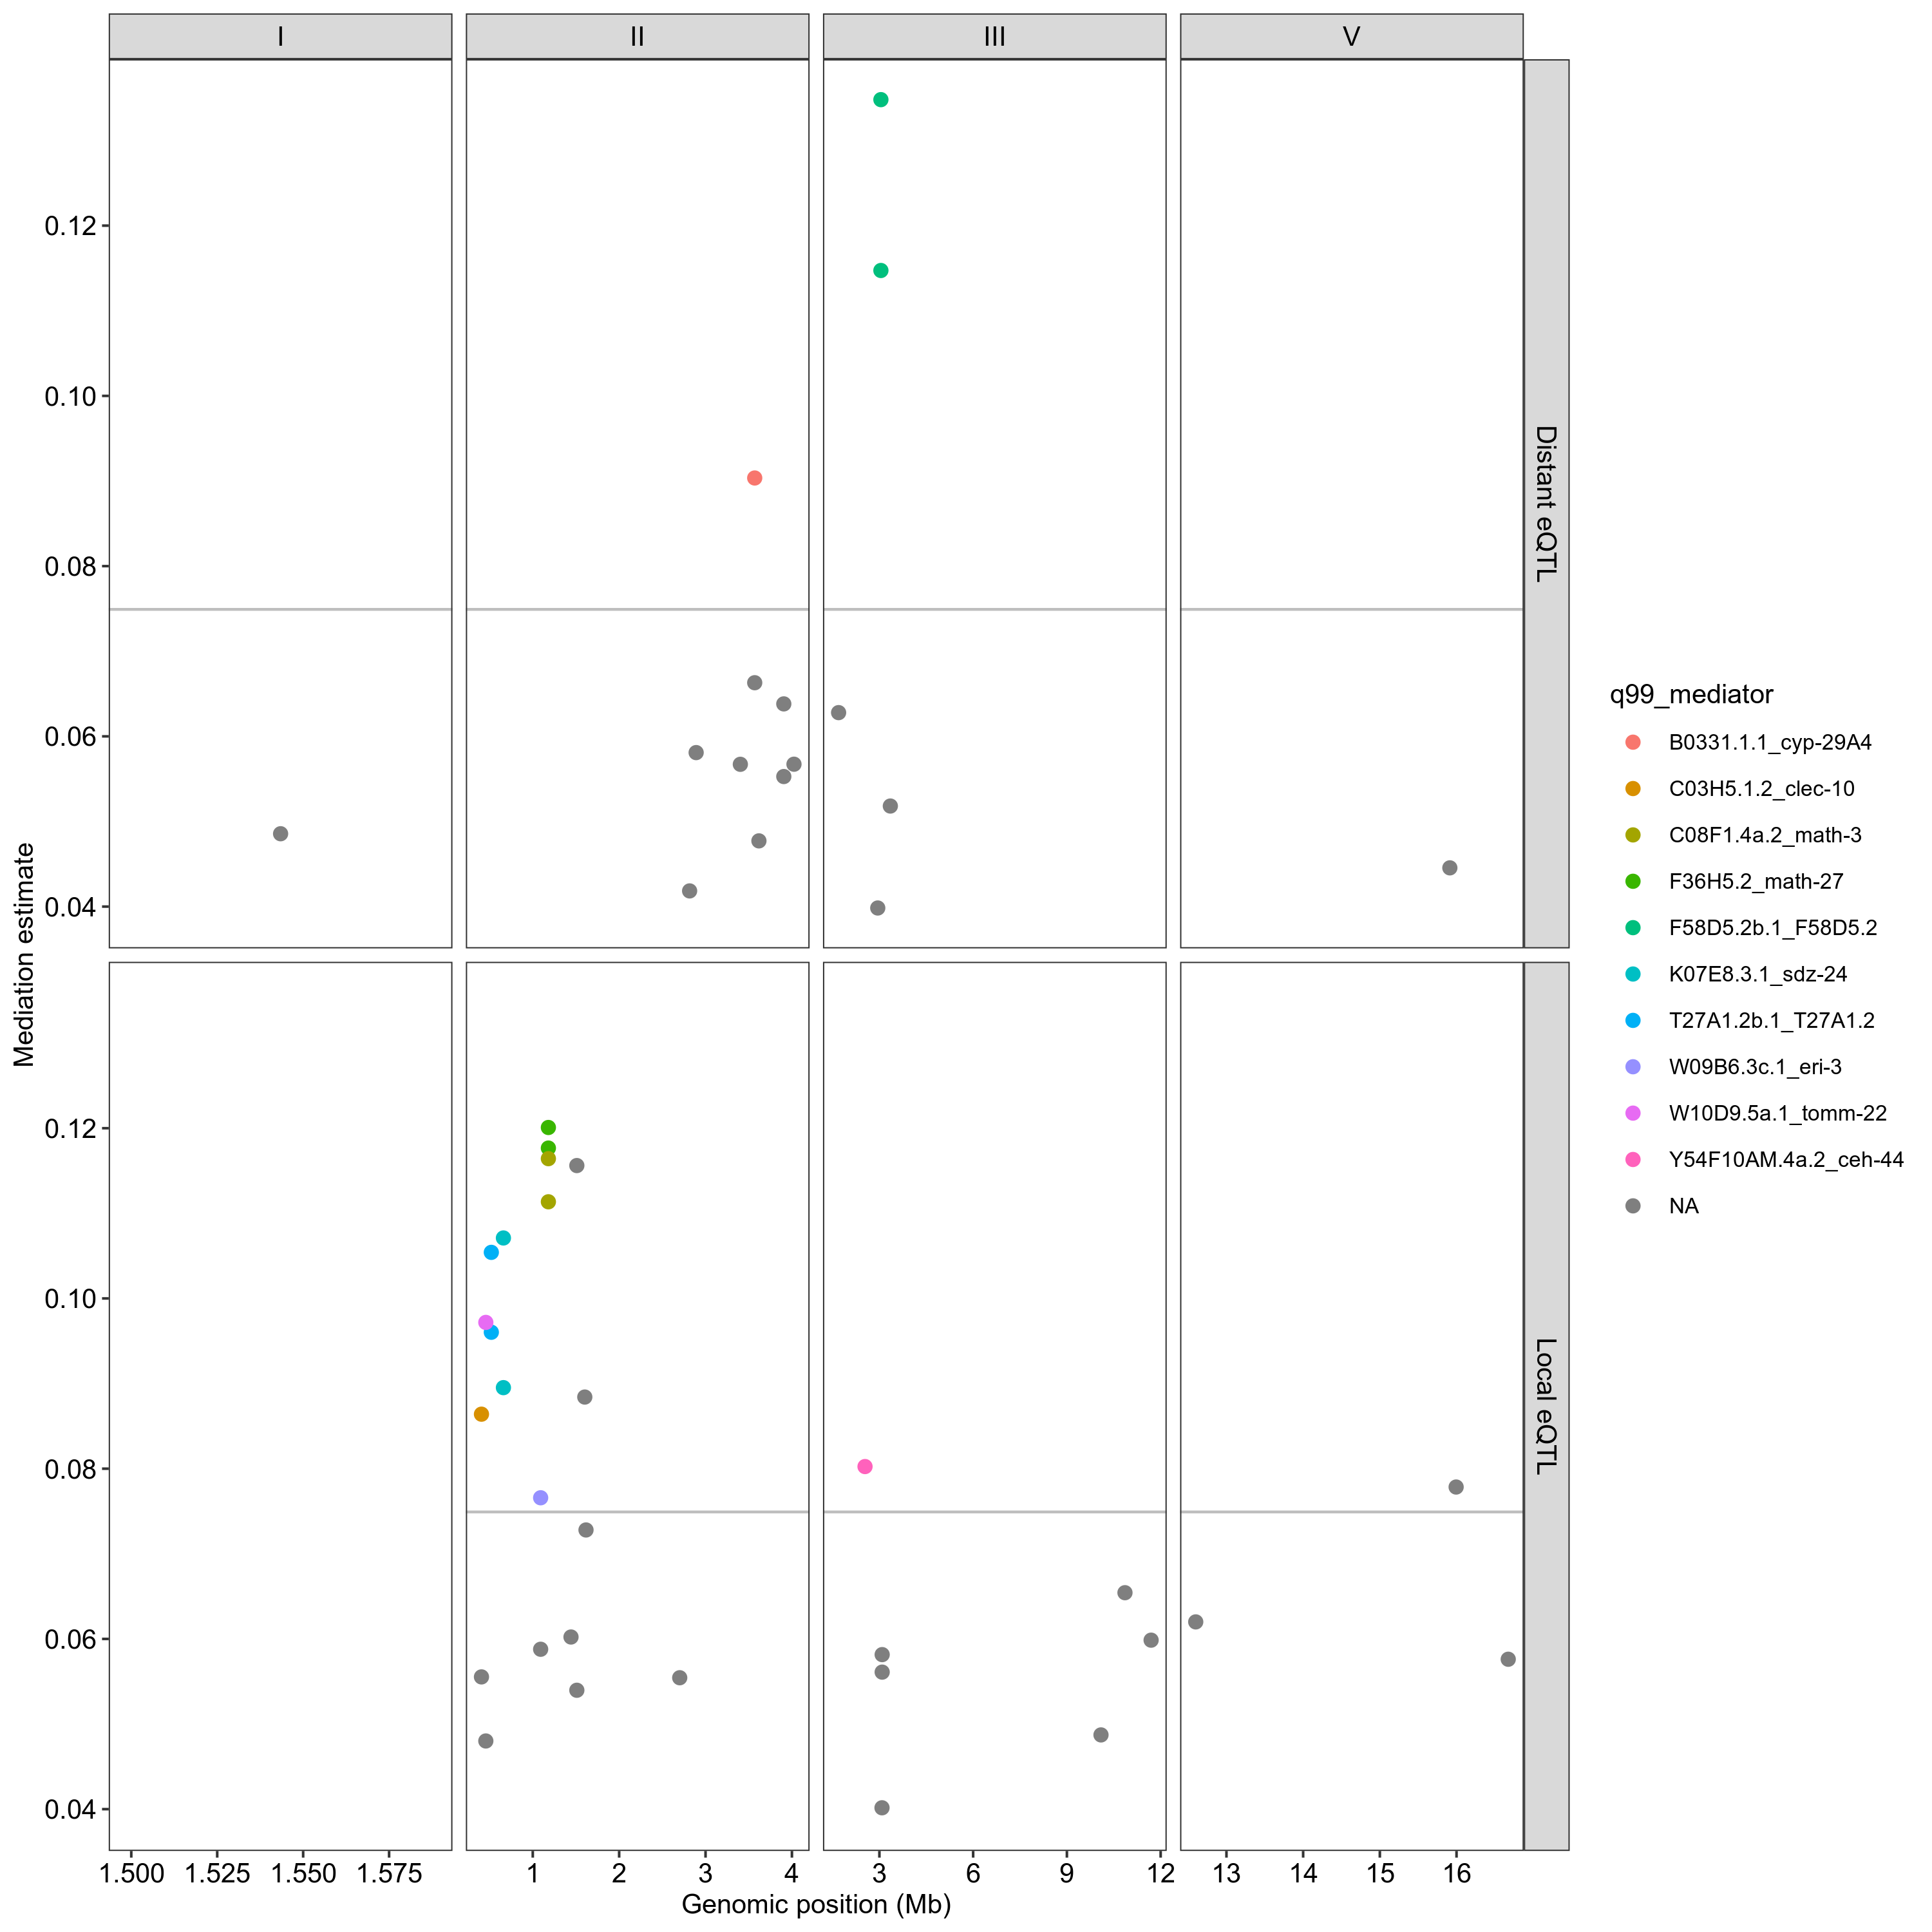 I II III V
0.12
0.10
0.08
0.06
0.04
Distant eQTL
Mediation estimate
0.12
0.10
0.08
0.06
0.04
Local eQTL
1.500 1.525 1.550 1.575 1 2 3 4 3 6 9 12 13 14 15 16
Genomic position (Mb)
q99_mediator
B0331.1.1_cyp-29A4
C03H5.1.2_clec-10
C08F1.4a.2_math-3
F36H5.2_math-27
F58D5.2b.1_F58D5.2
K07E8.3.1_sdz-24
T27A1.2b.1_T27A1.2
W09B6.3c.1_eri-3
W10D9.5a.1_tomm-22
Y54F10AM.4a.2_ceh-44
NA